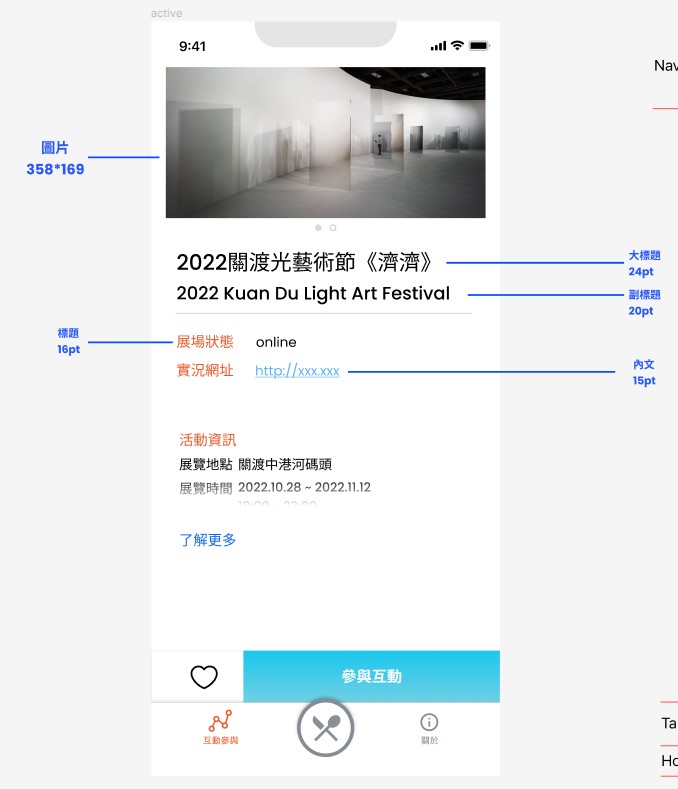 active
9:41
Nav
圖片
358*169
2022關渡光藝術節《濟濟》
大標題
24pt
2022 Kuan Du Light Art Festival
副標題
20pt
標題
16pt
展場狀態 online
實況網址 http://xxx.xxx
內文
15pt
活動資訊
展覽地點 關渡中港河碼頭
展覽時間 2022.10.28 ~ 2022.11.12
了解更多
參與互動
互動參與
關於
Ta
Ho